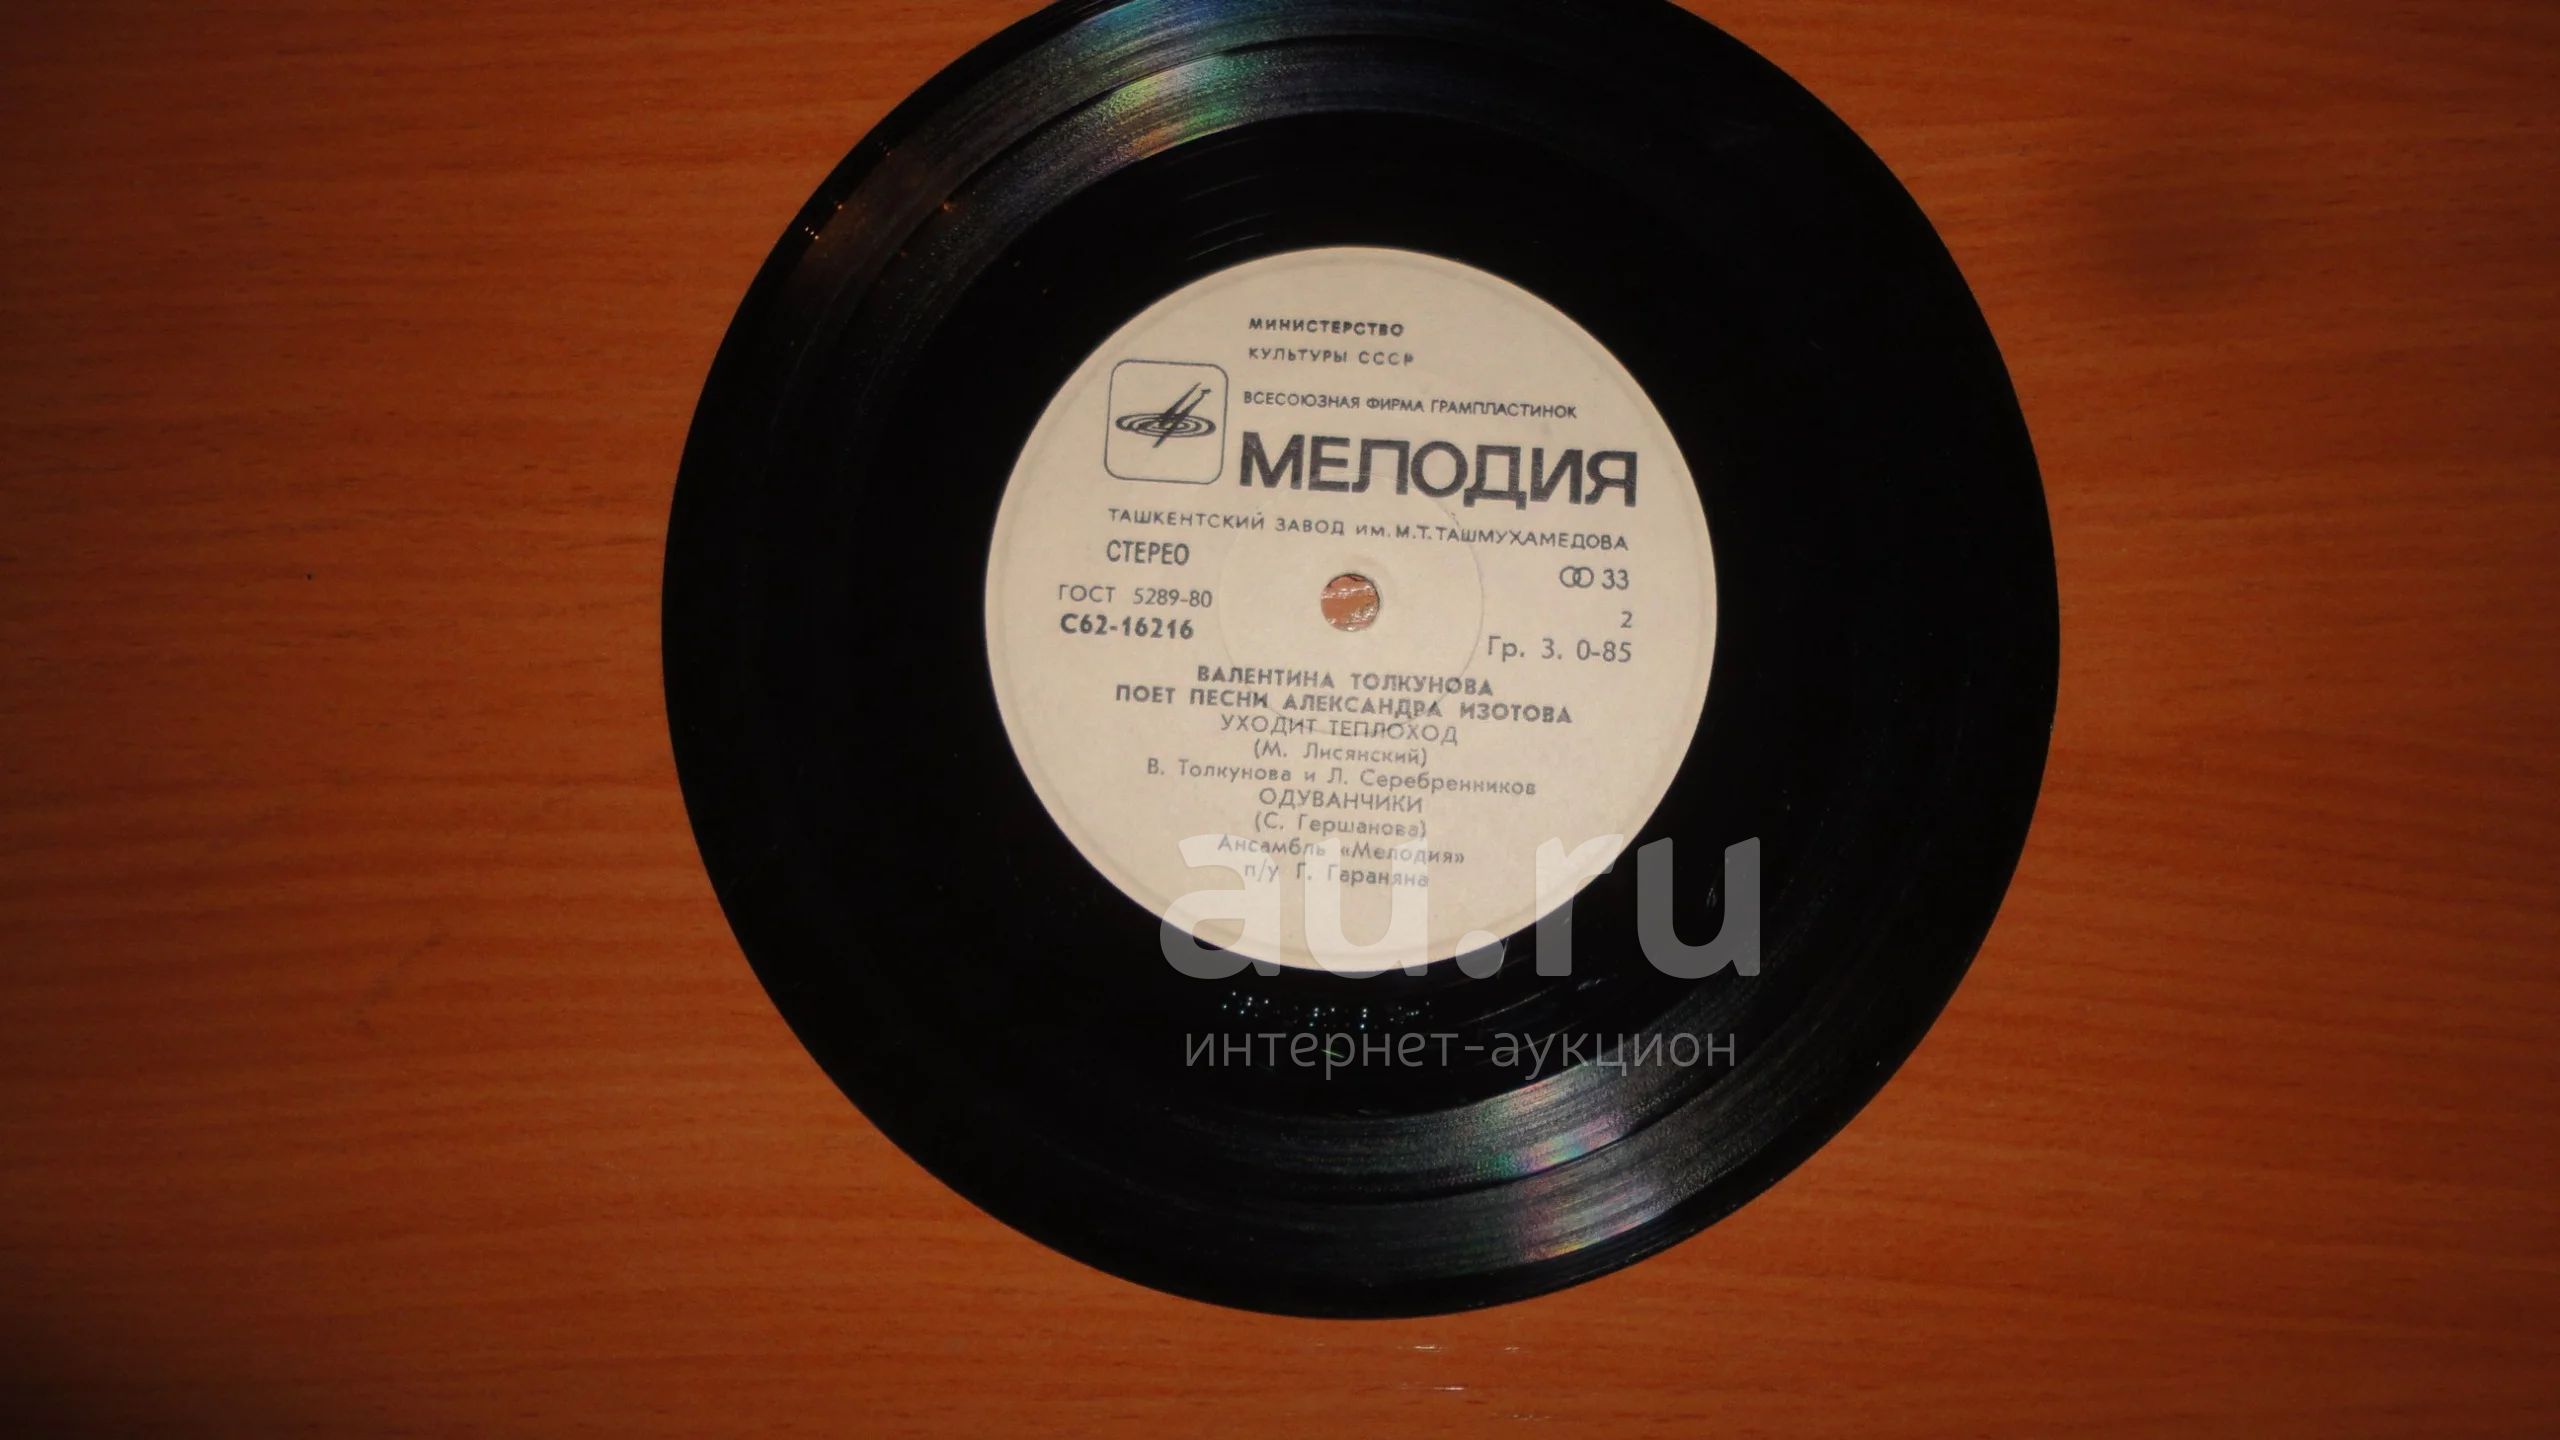 МИНИСТЕРСТВО
КУЛЬТУРЫ СССР
ВСЕСОЮЗНАЯ ФИРМА ГРАМПЛАСТИНОК
МЕЛОДИЯ
ТАШКЕНТСКИЙ ЗАВОД ИМ. М.Т. ТАШМУХАМЕДОВА
СТЕРЕО
33
ГОСТ 5289-80
2
С62-16216
Гр. 3. 0-85
ВАЛЕНТИНА ТОЛКУНОВА
ПОЕТ ПЕСНИ АЛЕКСАНДРА ИЗОТОВА
УХОДИТ ТЕПЛОХОД
(М. Лисянский)
В. Толкунова и Л. Серебренников
ОДУВАНЧИКИ
(С. Гершанова)
Ансамбль «Мелодия»
п/у Г. Гараняна
au.ru
интернет-аукцион